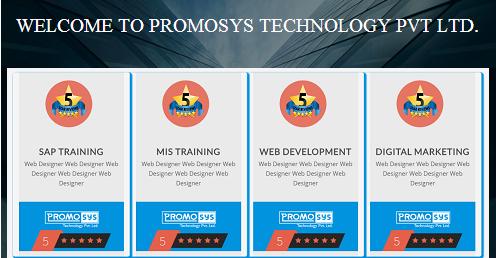 WELCOME TO PROMOSYS TECHNOLOGY PVT LTD.
5
SAP TRAINING
Web Designer Web Designer Web
Designer Web Designer Web
Designer
PROMOSYS
Technology Pvt. Ltd.
5
5
MIS TRAINING
Web Designer Web Designer Web
Designer Web Designer Web
Designer
PROMOSYS
Technology Pvt. Ltd.
5
5
WEB DEVELOPMENT
Web Designer Web Designer Web
Designer Web Designer Web
Designer
PROMOSYS
Technology Pvt. Ltd.
5
5
DIGITAL MARKETING
Web Designer Web Designer Web
Designer Web Designer Web
Designer
PROMOSYS
Technology Pvt. Ltd.
5